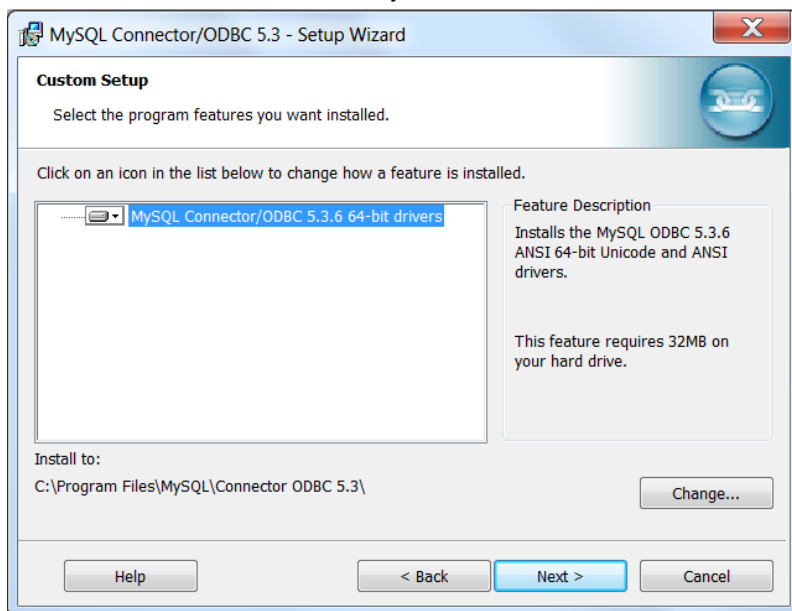 MySQL Connector/ODBC 5.3 - Setup Wizard
Custom Setup
Select the program features you want installed.
Click on an icon in the list below to change how a feature is installed.
MySQL Connector/ODBC 5.3.6 64-bit drivers
Feature Description
Installs the MySQL ODBC 5.3.6
ANSI 64-bit Unicode and ANSI
drivers.
This feature requires 32MB on
your hard drive.
Install to:
C:\Program Files\MySQL\Connector ODBC 5.3\
Change...
Help
< Back
Next >
Cancel